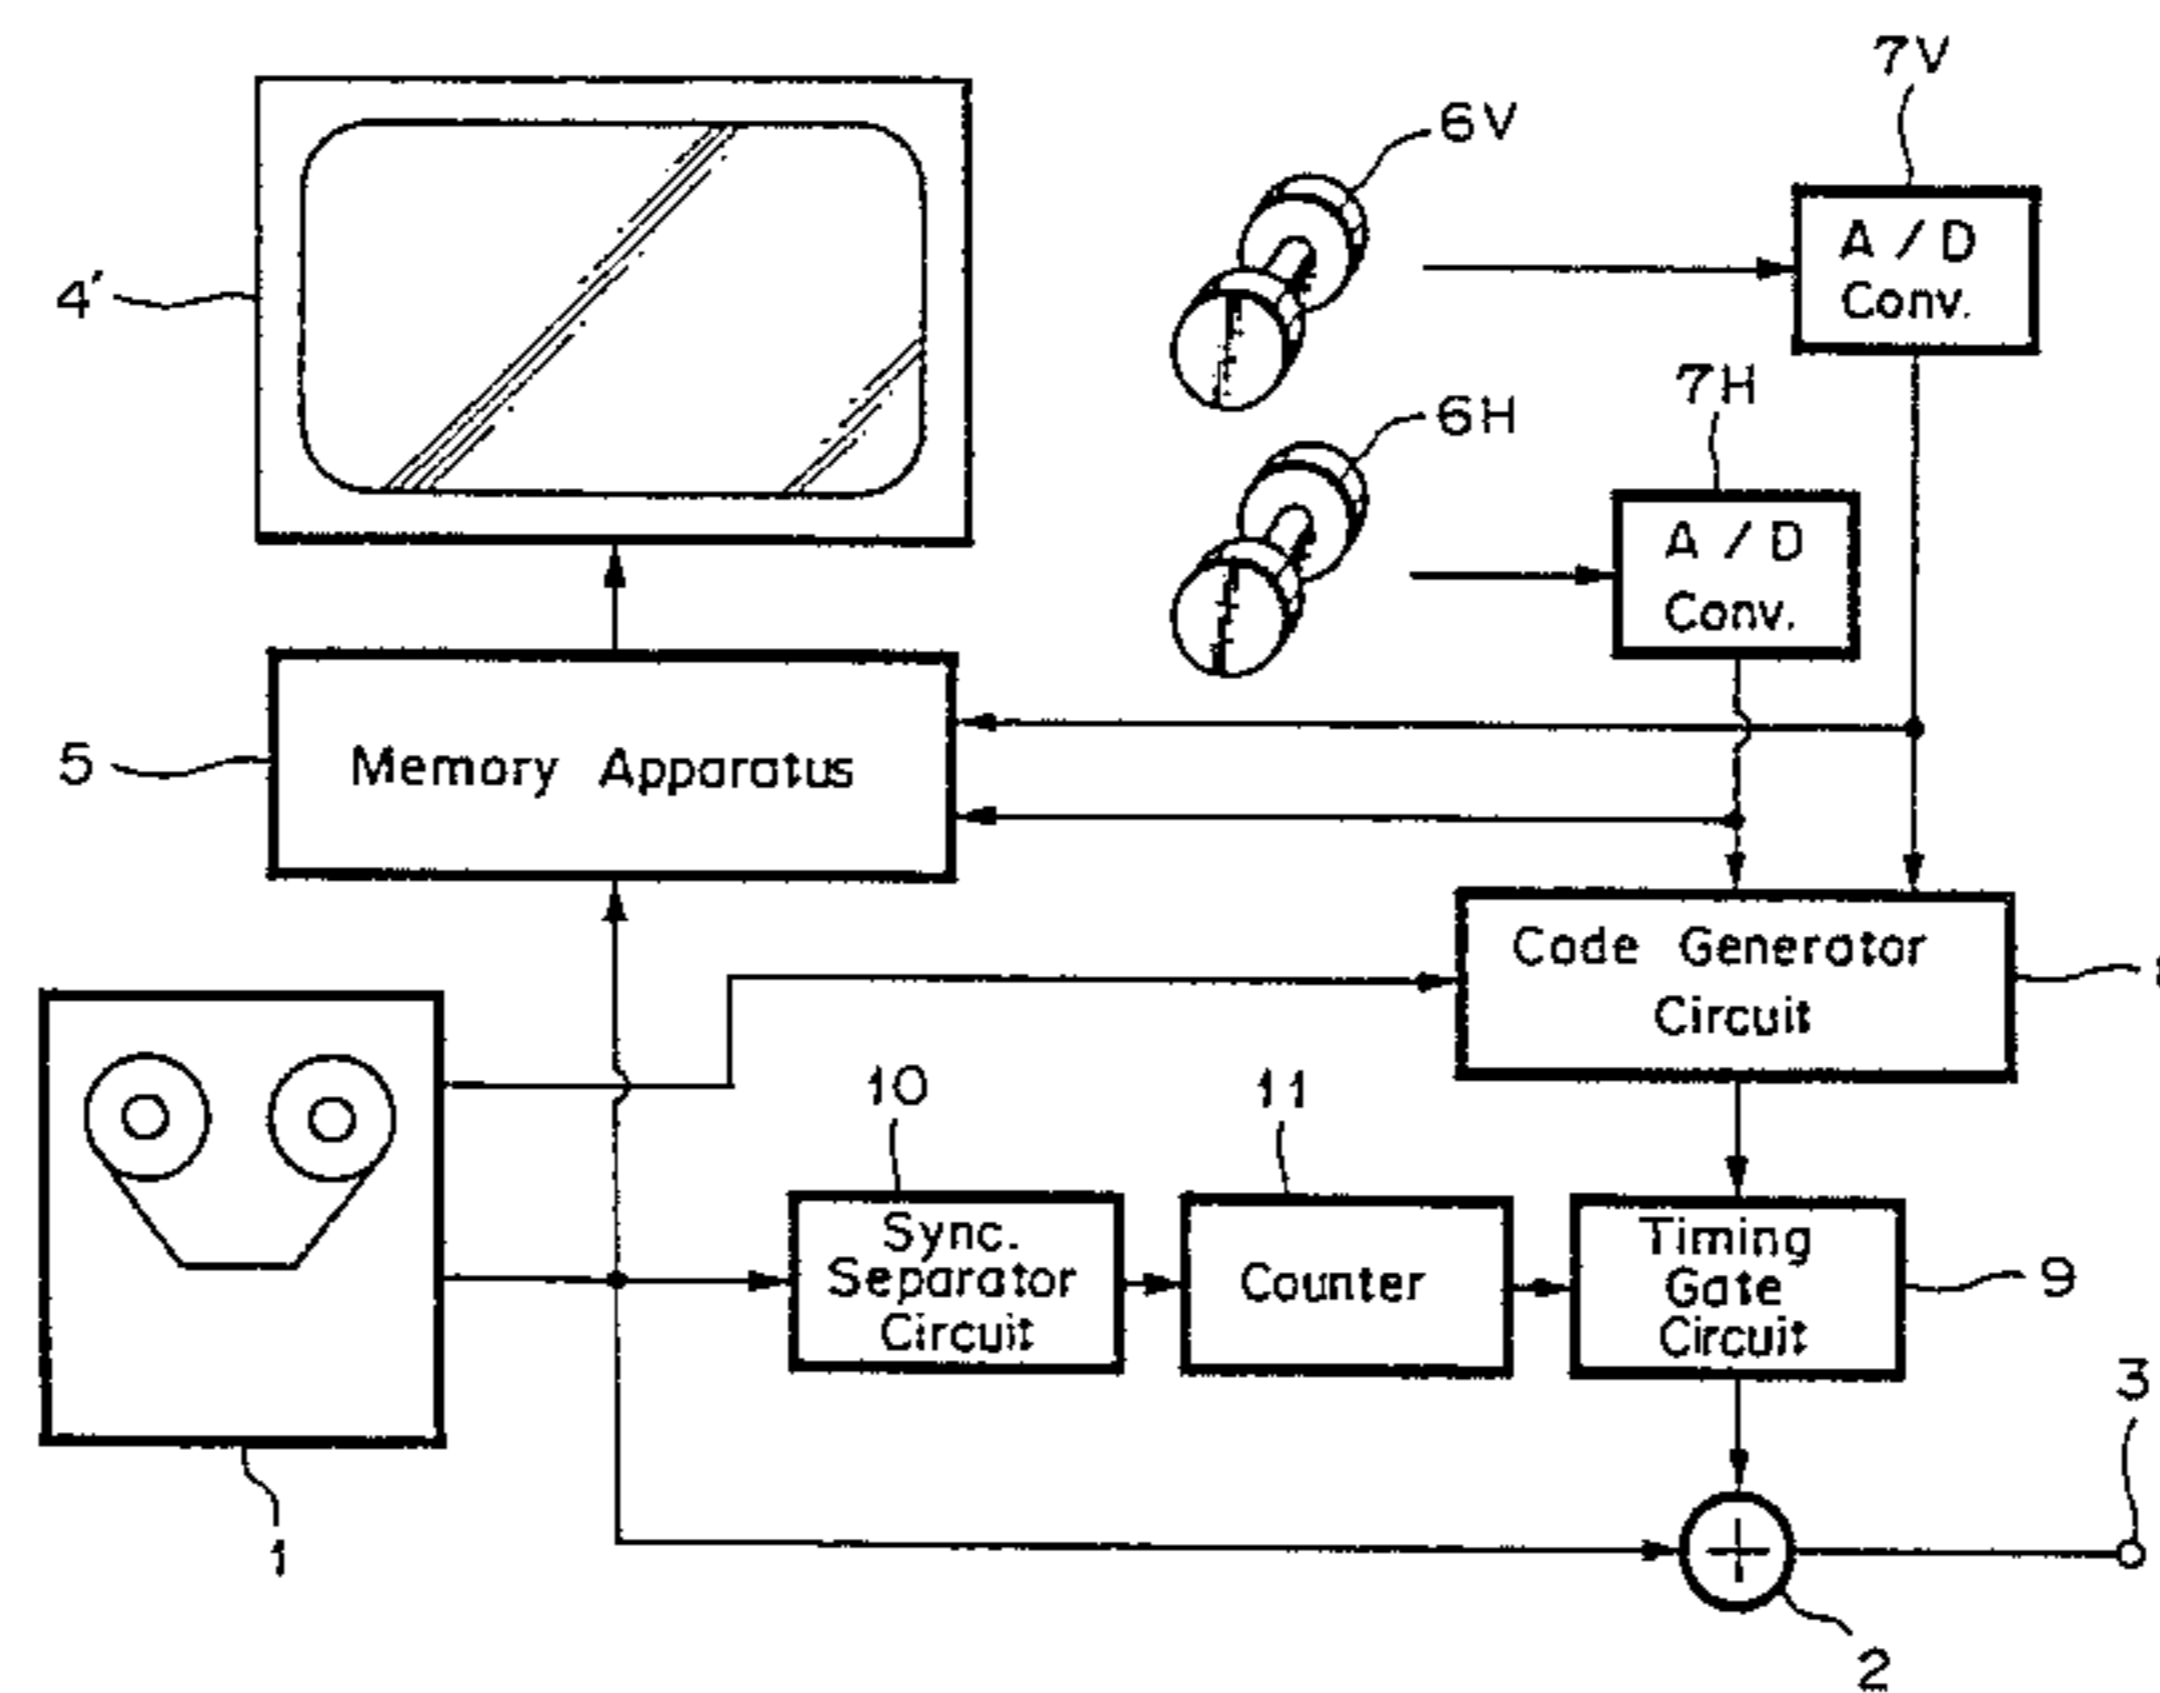 7V
6V
A / D
Conv.
4'
7H
6H
A / D
Conv.
5
Memory Apparatus
Code Generator
Circuit
10
11
Sync.
Separator
Circuit
Counter
Timing
Gate
Circuit
9
3
1
2